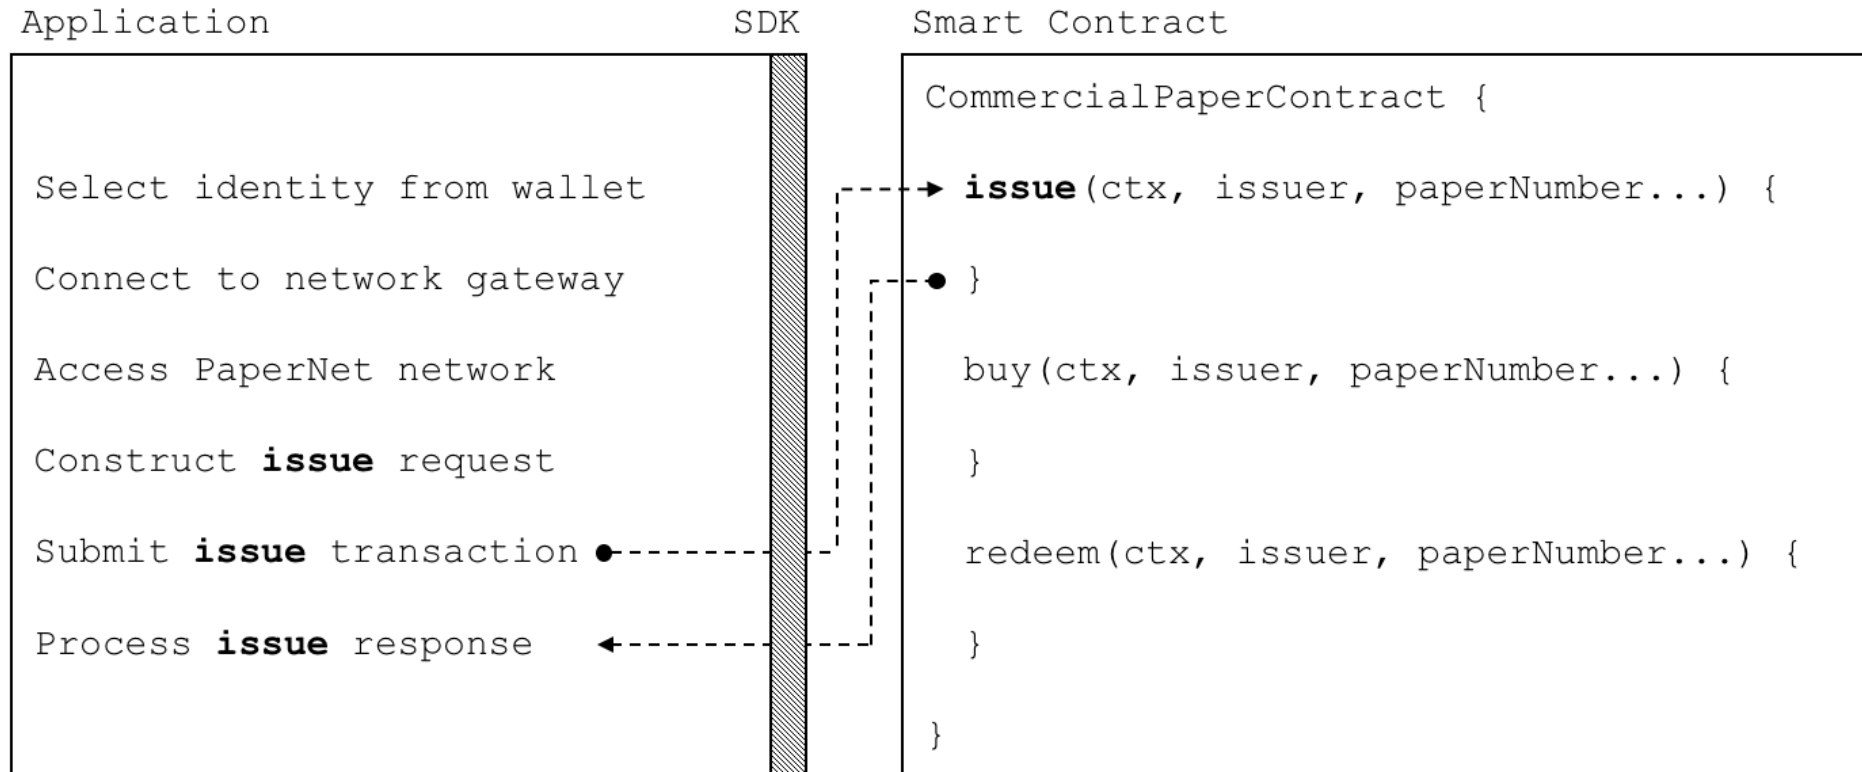 Application
SDK
Select identity from wallet
Connect to network gateway
Access PaperNet network
Construct issue request
Submit issue transaction
Process issue response
Smart Contract
CommercialPaperContract {
issue(ctx, issuer, paperNumber...) {
}
buy(ctx, issuer, paperNumber...) {
}
redeem(ctx, issuer, paperNumber...) {
}
}